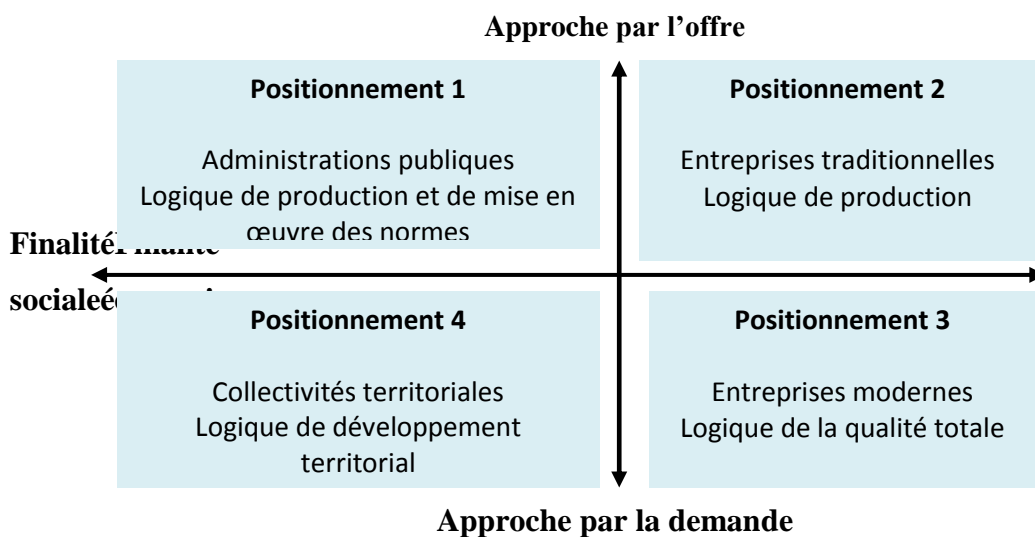 Approche par l’offre
Positionnement 1
Administrations publiques
Logique de production et de mise en
œuvre des normes
Positionnement 2
Entreprises traditionnelles
Logique de production
Finalité
sociale
Positionnement 4
Collectivités territoriales
Logique de développement
territorial
Positionnement 3
Entreprises modernes
Logique de la qualité totale
Approche par la demande